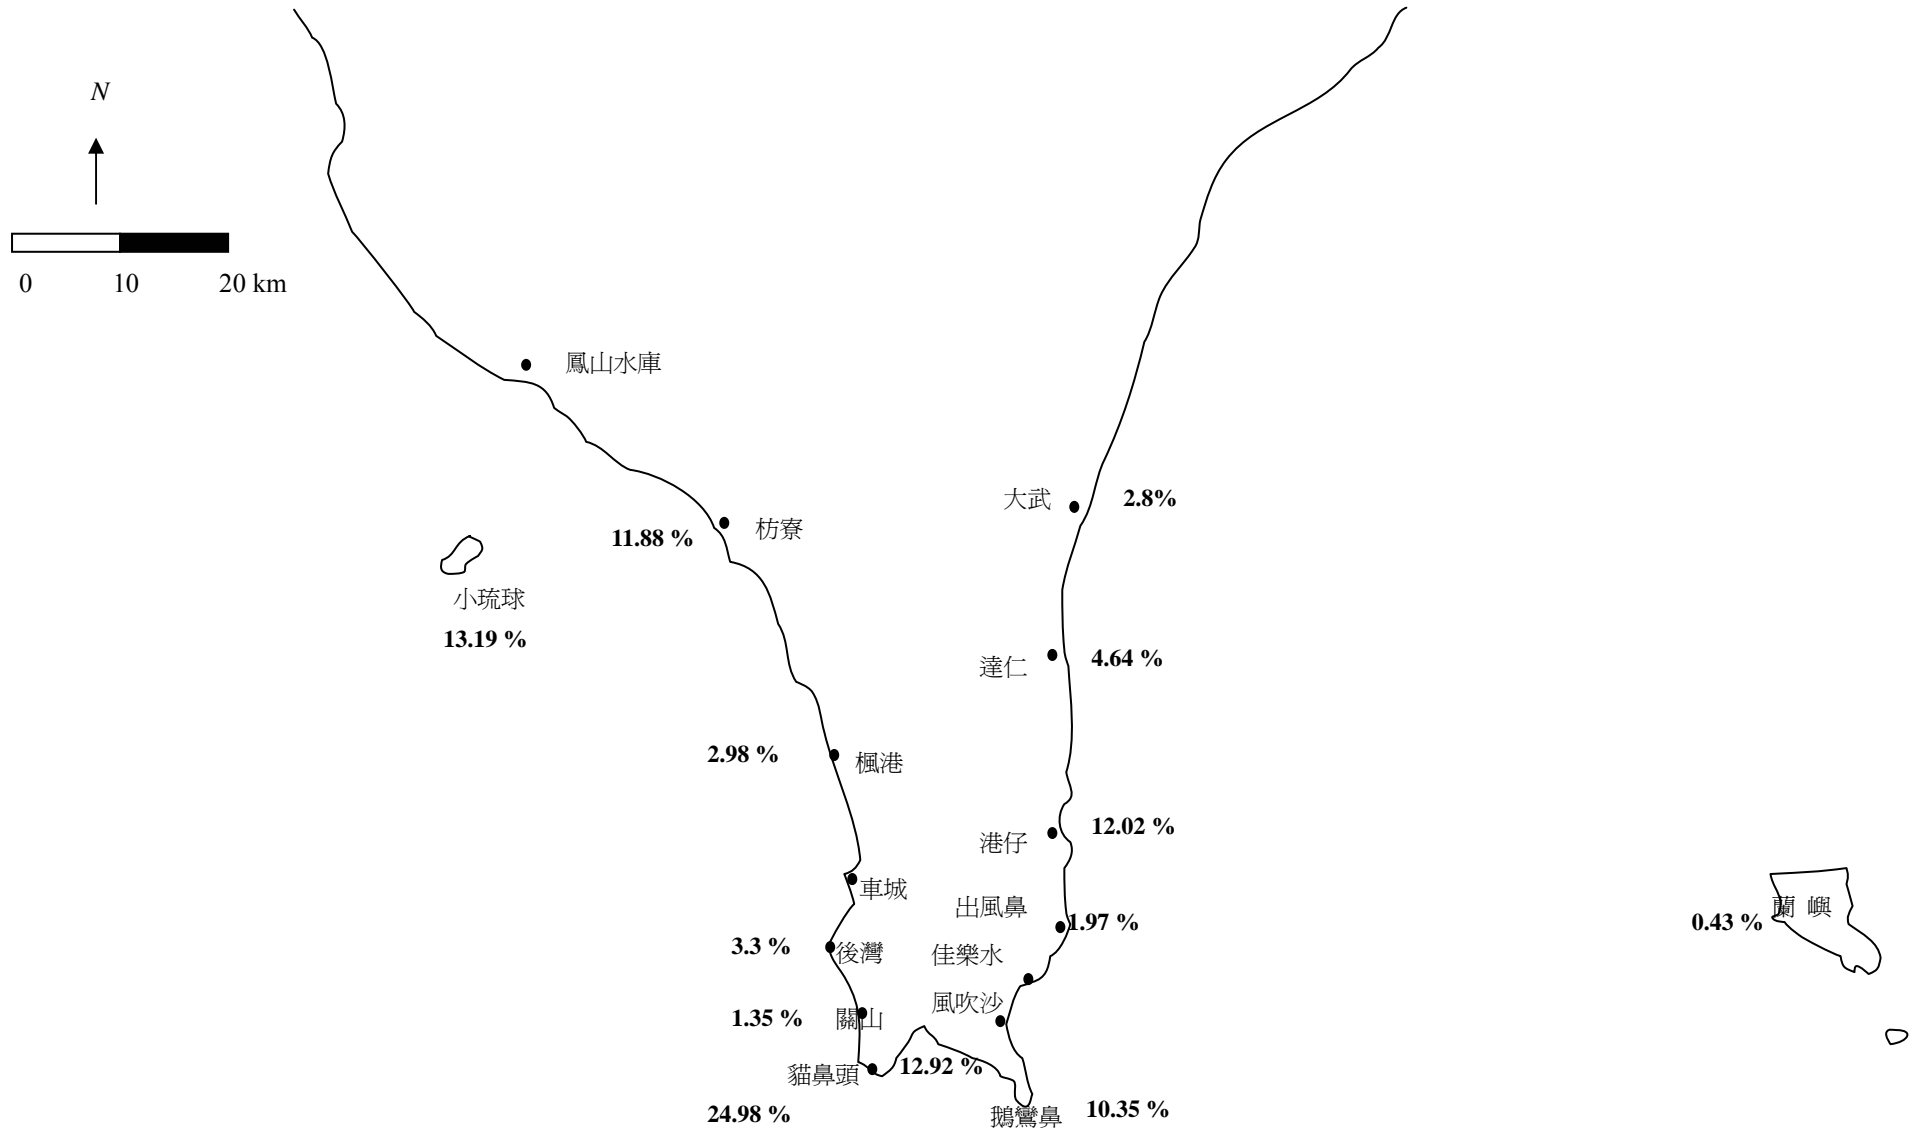 N
0 10 20 km
鳳山水庫
大武 2.8%
11.88 % 枋寮
小琉球
13.19 %
達仁 4.64 %
2.98 % 楓港
港仔 12.02 %
車城
出風鼻 1.97 %
0.43 % 蘭 嶼
3.3 % 後灣
佳樂水
風吹沙
1.35 % 關山
貓鼻頭 12.92 %
24.98 %
鵝鸞鼻 10.35 %